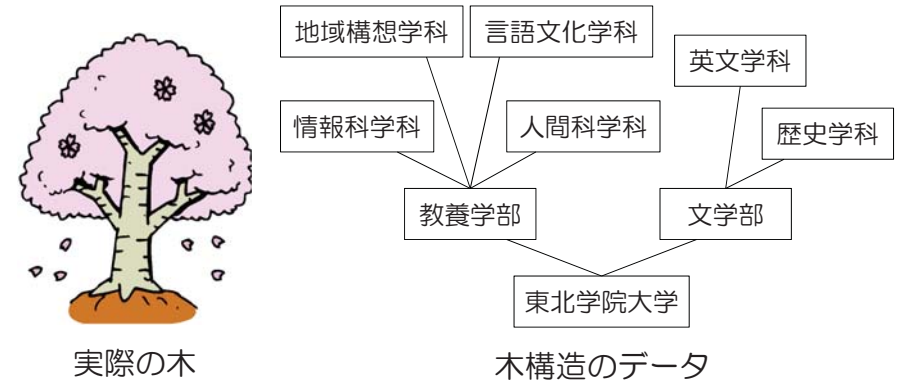 地域構想学科
言語文化学科
英文学科
情報科学科
人間科学科
歴史学科
教養学部
文学部
東北学院大学
実際の木
木構造のデータ